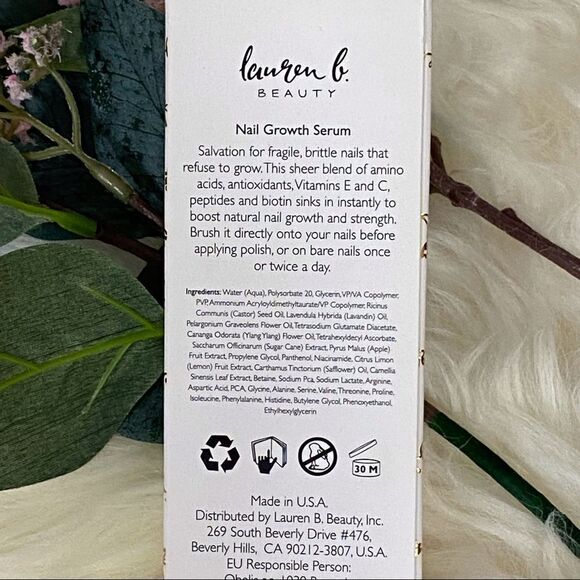 lauren b.
BEAUTY
Nail Growth Serum
Salvation for fragile, brittle nails that
refuse to grow. This sheer blend of amino
acids, antioxidants, Vitamins E and C,
peptides and biotin sinks in instantly to
boost natural nail growth and strength.
Brush it directly onto your nails before
applying polish, or on bare nails once
or twice a day.
Ingredients: Water (Aqua), Polysorbate 20, Glycerin, VP/VA Copolymer,
PVP, Ammonium Acryloyldimethyltaurate/VP Copolymer, Ricinus
Communis (Castor) Seed Oil, Lavendula Hybrida (Lavandin) Oil,
Pelargonium Graveolens Flower Oil, Tetrasodium Glutamate Diacetate,
Cananga Odorata (Ylang Ylang) Flower Oil, Tetrahexyldecyl Ascorbate,
Saccharum Officinarum (Sugar Cane) Extract, Pyrus Malus (Apple)
Fruit Extract, Propylene Glycol, Panthenol, Niacinamide, Citrus Limon
(Lemon) Fruit Extract, Carthamus Tinctorium (Safflower) Oil, Camellia
Sinensis Leaf Extract, Betaine, Sodium Pca, Sodium Lactate, Arginine,
Aspartic Acid, PCA, Glycine, Alanine, Serine, Valine, Threonine, Proline,
Isoleucine, Phenylalanine, Histidine, Butylene Glycol, Phenoxyethanol,
Ethylhexylglycerin
30 M
Made in U.S.A.
Distributed by Lauren B. Beauty, Inc.
269 South Beverly Drive #476,
Beverly Hills, CA 90212-3807, U.S.A.
EU Responsible Person: